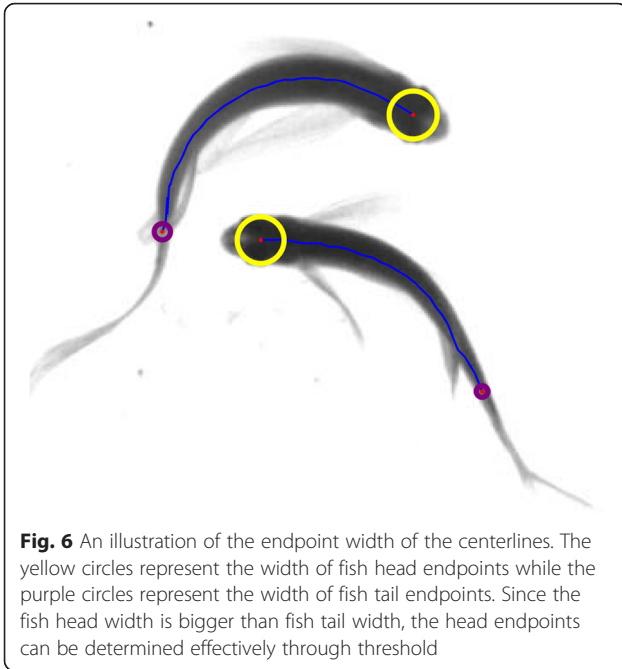 Fig. 6 An illustration of the endpoint width of the centerlines. The
yellow circles represent the width of fish head endpoints while the
purple circles represent the width of fish tail endpoints. Since the
fish head width is bigger than fish tail width, the head endpoints
can be determined effectively through threshold